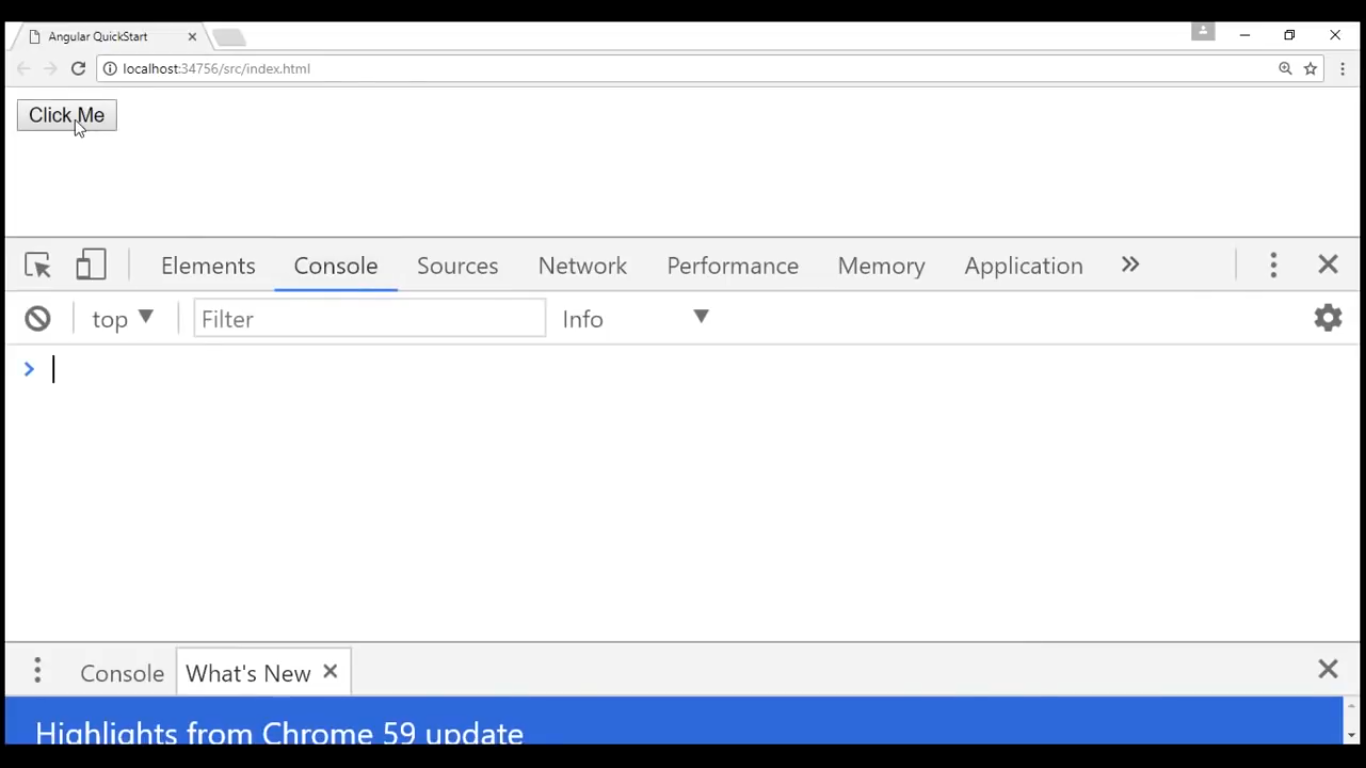 Angular QuickStart
localhost:34756/src/index.html
Click Me
Elements Console Sources Network Performance Memory Application
top Filter Info
Console What's New
Highlights from Chrome 59 update